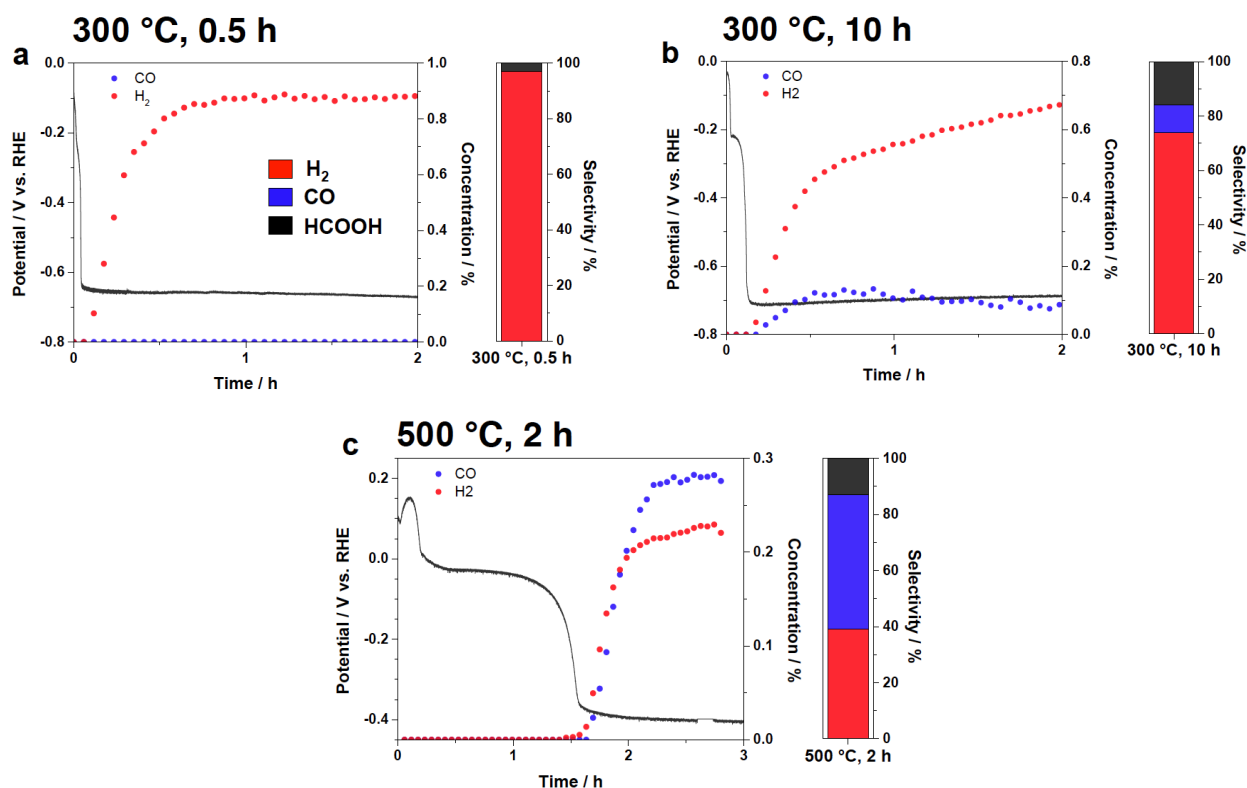 300 °C, 0.5 h
a
0.0
-0.2
-0.4
-0.6
-0.8
Potential / V vs. RHE
CO
H2
H2
CO
HCOOH
1.0
0.8
0.6
0.4
0.2
0.0
Concentration / %
0
1
2
Time / h
100
80
60
40
20
0
Selectivity / %
300 °C, 0.5 h
300 °C, 10 h
b
0.0
-0.2
-0.4
-0.6
-0.8
Potential / V vs. RHE
CO
H2
0.8
0.6
0.4
0.2
0.0
Concentration / %
0
1
2
Time / h
100
80
60
40
20
0
Selectivity / %
300 °C, 10 h
500 °C, 2 h
c
0.2
0.0
-0.2
-0.4
Potential / V vs. RHE
CO
H2
0.3
0.2
0.1
0.0
Concentration / %
0
1
2
3
Time / h
100
80
60
40
20
0
Selectivity / %
500 °C, 2 h